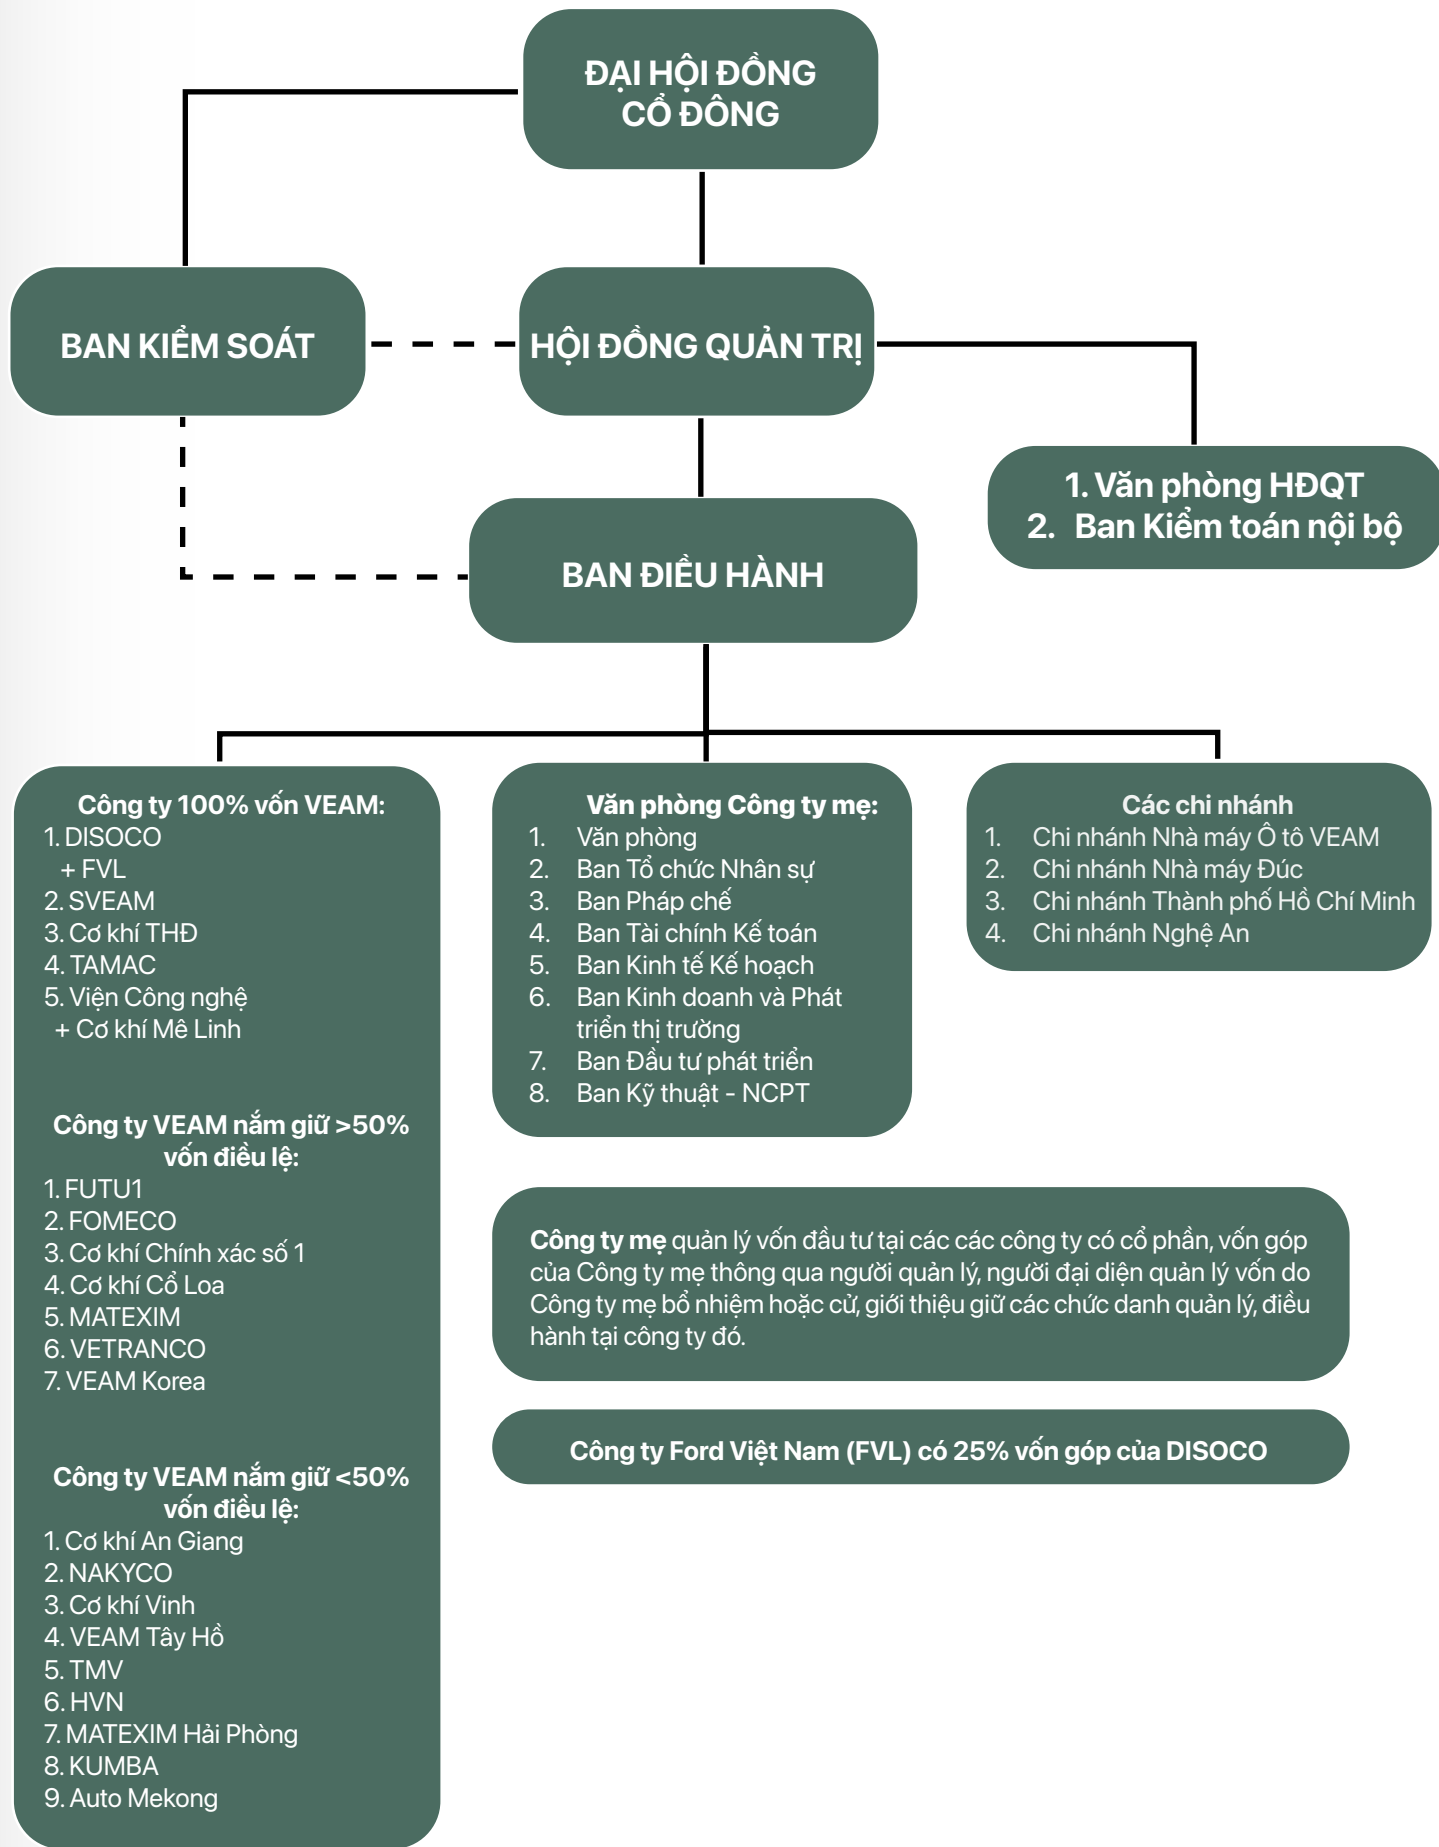 ĐẠI HỘI ĐỒNG
CỔ ĐÔNG
BAN KIỂM SOÁT
HỘI ĐỒNG QUẢN TRỊ
1. Văn phòng HĐQT
2. Ban Kiểm toán nội bộ
BAN ĐIỀU HÀNH
Công ty 100% vốn VEAM:
1. DISOCO
+ FVL
2. SVEAM
3. Cơ khí THĐ
4. TAMAC
5. Viện Công nghệ
+ Cơ khí Mê Linh
Công ty VEAM nắm giữ >50%
vốn điều lệ:
1. FUTU1
2. FOMECO
3. Cơ khí Chính xác số 1
4. Cơ khí Cổ Loa
5. MATEXIM
6. VETRANCO
7. VEAM Korea
Công ty VEAM nắm giữ <50%
vốn điều lệ:
1. Cơ khí An Giang
2. NAKYCO
3. Cơ khí Vinh
4. VEAM Tây Hồ
5. TMV
6. HVN
7. MATEXIM Hải Phòng
8. KUMBA
9. Auto Mekong
Văn phòng Công ty mẹ:
1. Văn phòng
2. Ban Tổ chức Nhân sự
3. Ban Pháp chế
4. Ban Tài chính Kế toán
5. Ban Kinh tế Kế hoạch
6. Ban Kinh doanh và Phát
triển thị trường
7. Ban Đầu tư phát triển
8. Ban Kỹ thuật - NCPT
Các chi nhánh
1. Chi nhánh Nhà máy Ô tô VEAM
2. Chi nhánh Nhà máy Đúc
3. Chi nhánh Thành phố Hồ Chí Minh
4. Chi nhánh Nghệ An
Công ty mẹ quản lý vốn đầu tư tại các các công ty có cổ phần, vốn góp
của Công ty mẹ thông qua người quản lý, người đại diện quản lý vốn do
Công ty mẹ bổ nhiệm hoặc cử, giới thiệu giữ các chức danh quản lý, điều
hành tại công ty đó.
Công ty Ford Việt Nam (FVL) có 25% vốn góp của DISOCO